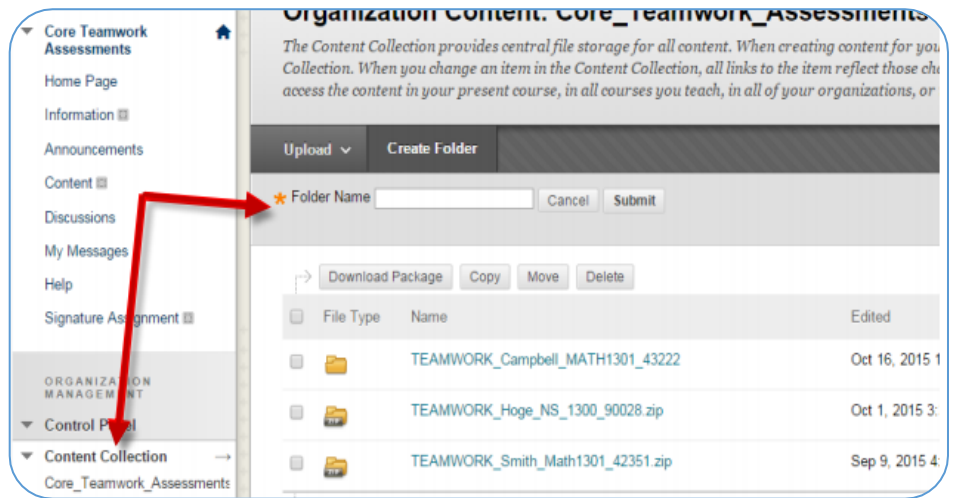 Core Teamwork
Assessments
Home Page
Information
Announcements
Content
Discussions
My Messages
Help
Signature Assignment
ORGANIZATION
MANAGEMENT
Control Panel
Content Collection
Core_Teamwork_Assessments
Organization Content: Core_Teamwork_Assessments
The Content Collection provides central file storage for all content. When creating content for you
Collection. When you change an item in the Content Collection, all links to the item reflect those cha
access the content in your present course, in all courses you teach, in all of your organizations, or
Upload Create Folder
Folder Name Cancel Submit
Download Package Copy Move Delete
File Type Name Edited
TEAMWORK_Campbell_MATH1301_43222 Oct 16, 2015 1
TEAMWORK_Hoge_NS_1300_90028.zip Oct 1, 2015 3:
TEAMWORK_Smith_Math1301_42351.zip Sep 9, 2015 4: